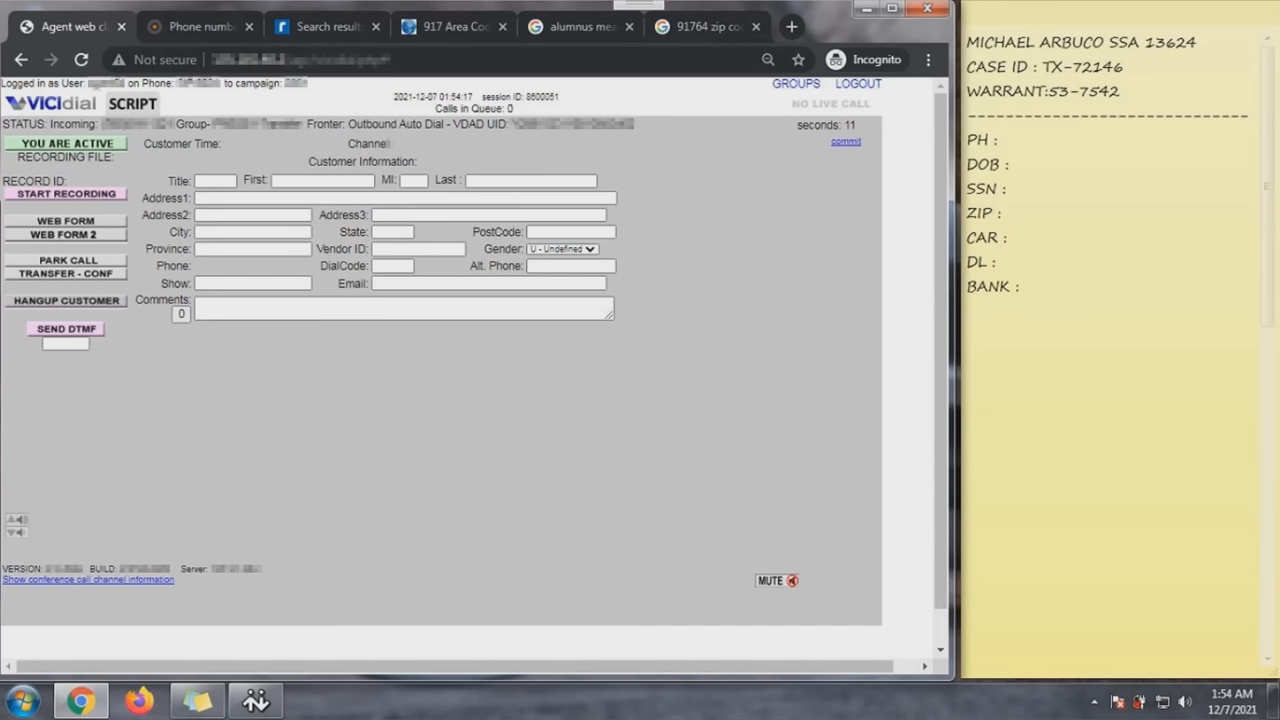 Agent web cli
Phone numb
Search result
917 Area Coo
alumnus mea
91764 zip co
Not secure
Incognito
Logged in as User: on Phone: to campaign:
GROUPS LOGOUT
VICIdial SCRIPT
2021-12-07 01:54:17 session ID: 8600051
Calls in Queue: 0
NO LIVE CALL
STATUS: Incoming: Group- Fronter: Outbound Auto Dial - VDAD UID:
seconds: 11
YOU ARE ACTIVE
Customer Time: Channel
commit
RECORDING FILE:
Customer Information:
RECORD ID:
START RECORDING
Title: First: MI: Last :
Address1:
WEB FORM
Address2: Address3:
WEB FORM 2
City: State: PostCode:
Province: Vendor ID: Gender: U - Undefined
PARK CALL
Phone: DialCode: Alt. Phone:
TRANSFER - CONF
Show: Email:
HANGUP CUSTOMER
Comments:
0
SEND DTMF
VERSION: BUILD: Server:
Show conference call channel information
MUTE
MICHAEL ARBUCO SSA 13624
CASE ID : TX-72146
WARRANT:53-7542
-----------------------------
PH :
DOB :
SSN :
ZIP :
CAR :
DL :
BANK :
1:54 AM
12/7/2021